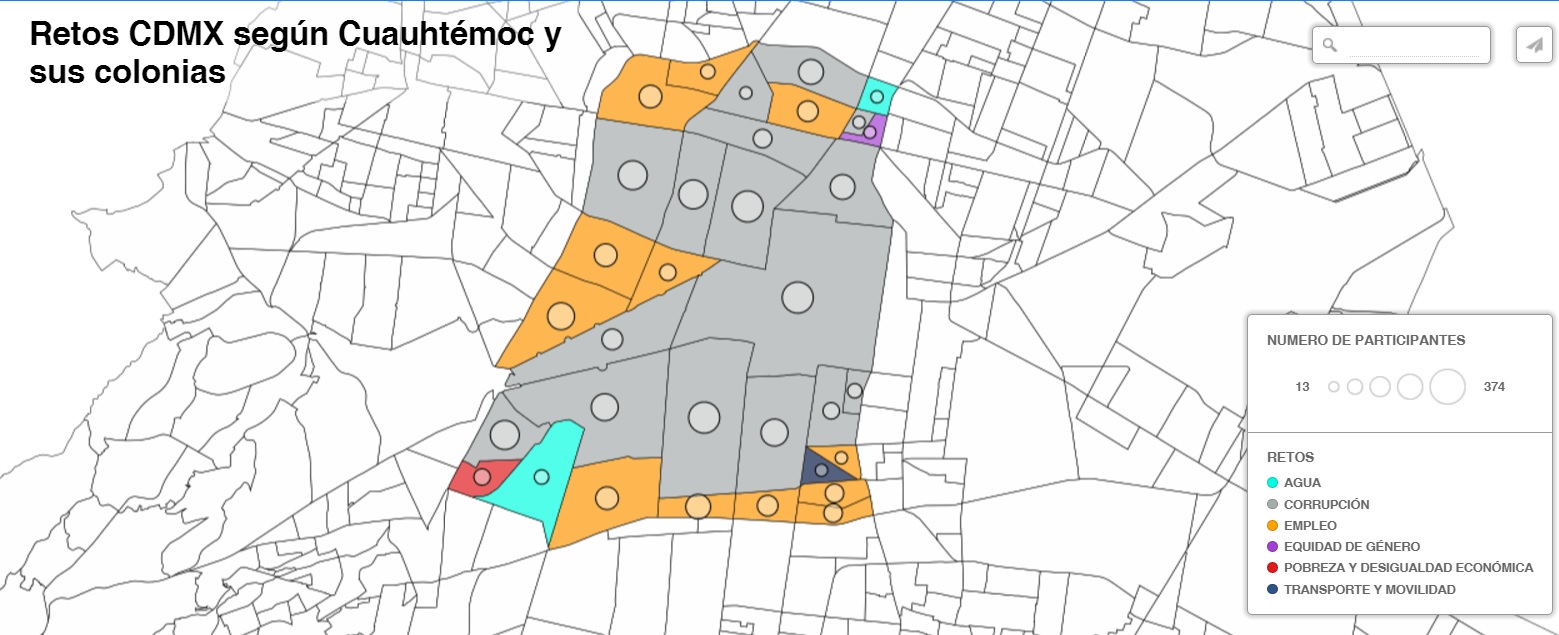 Retos CDMX según Cuauhtémoc y
sus colonias
NUMERO DE PARTICIPANTES
13 374
RETOS
AGUA
CORRUPCIÓN
EMPLEO
EQUIDAD DE GÉNERO
POBREZA Y DESIGUALDAD ECONÓMICA
TRANSPORTE Y MOVILIDAD